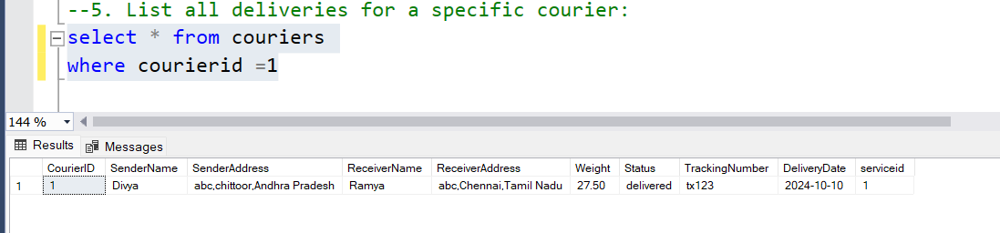 --5. List all deliveries for a specific courier:
select * from couriers
where courierid =1
144 %
Results Messages
CourierID SenderName SenderAddress ReceiverName ReceiverAddress Weight Status TrackingNumber DeliveryDate serviceid
1 1 Divya abc,chittoor,Andhra Pradesh Ramya abc,Chennai,Tamil Nadu 27.50 delivered tx123 2024-10-10 1